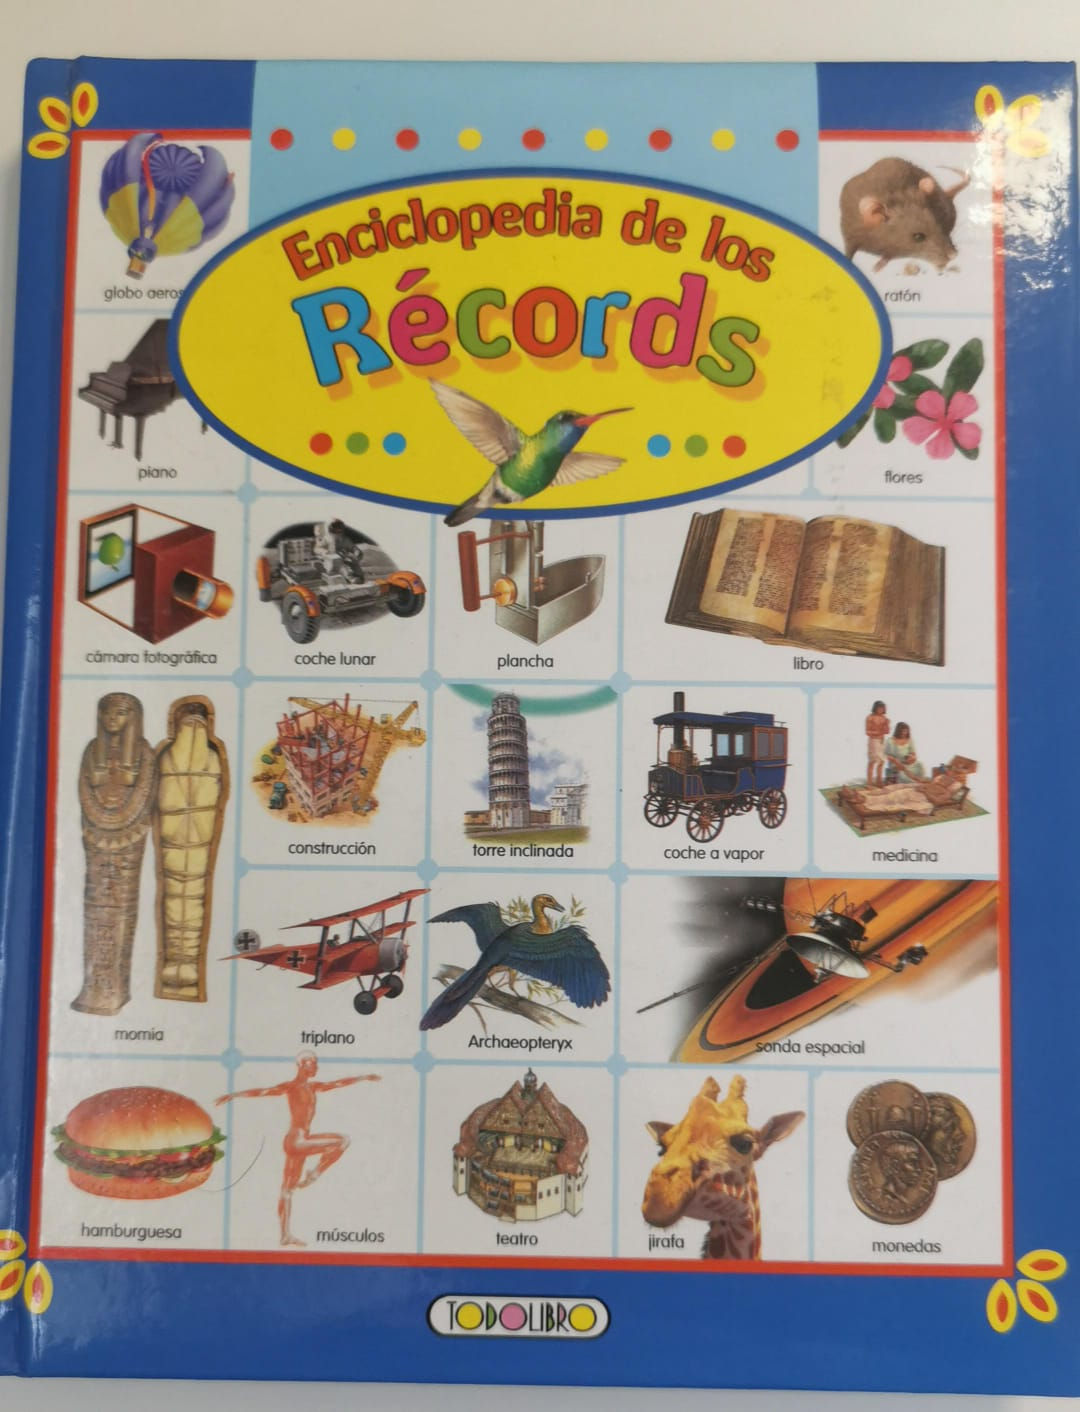 Enciclopedia de los
Récords
globo aeros
ratón
piano
flores
cámara fotográfica
coche lunar
plancha
libro
construcción
torre inclinada
coche a vapor
medicina
momia
triplano
Archaeopteryx
sonda espacial
hamburguesa
músculos
teatro
jirafa
monedas
TODOLIBRO